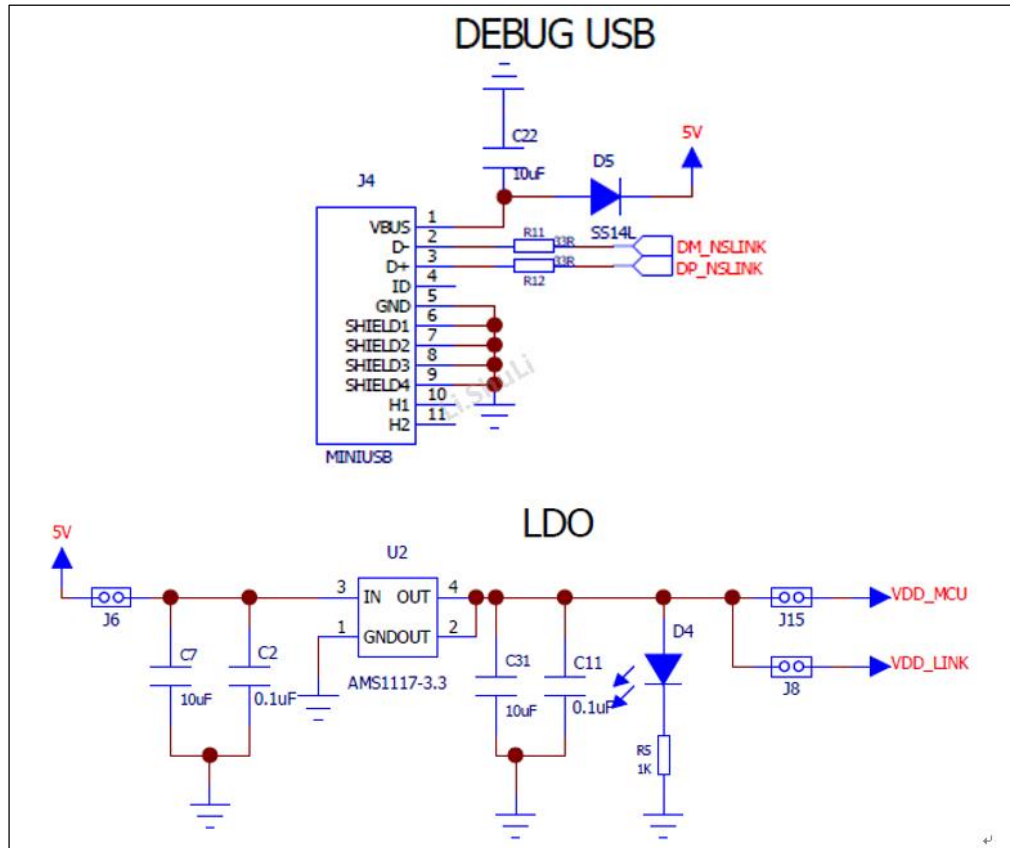 DEBUG USB
C22
10uF
5V
D5
SS14L
J4
VBUS 1
D- 2
R11 33R
DM_NSLINK
D+ 3
R12 33R
DP_NSLINK
ID 4
GND 5
SHIELD1 6
SHIELD2 7
SHIELD3 8
SHIELD4 9
H1 10
H2 11
MINIUSB
Li.ShuLi
LDO
5V
U2
J6
3 IN OUT 4
1 GNDOUT 2
AMS1117-3.3
C7
10uF
C2
0.1uF
C31
10uF
C11
0.1uF
D4
R5
1K
J15
VDD_MCU
J8
VDD_LINK